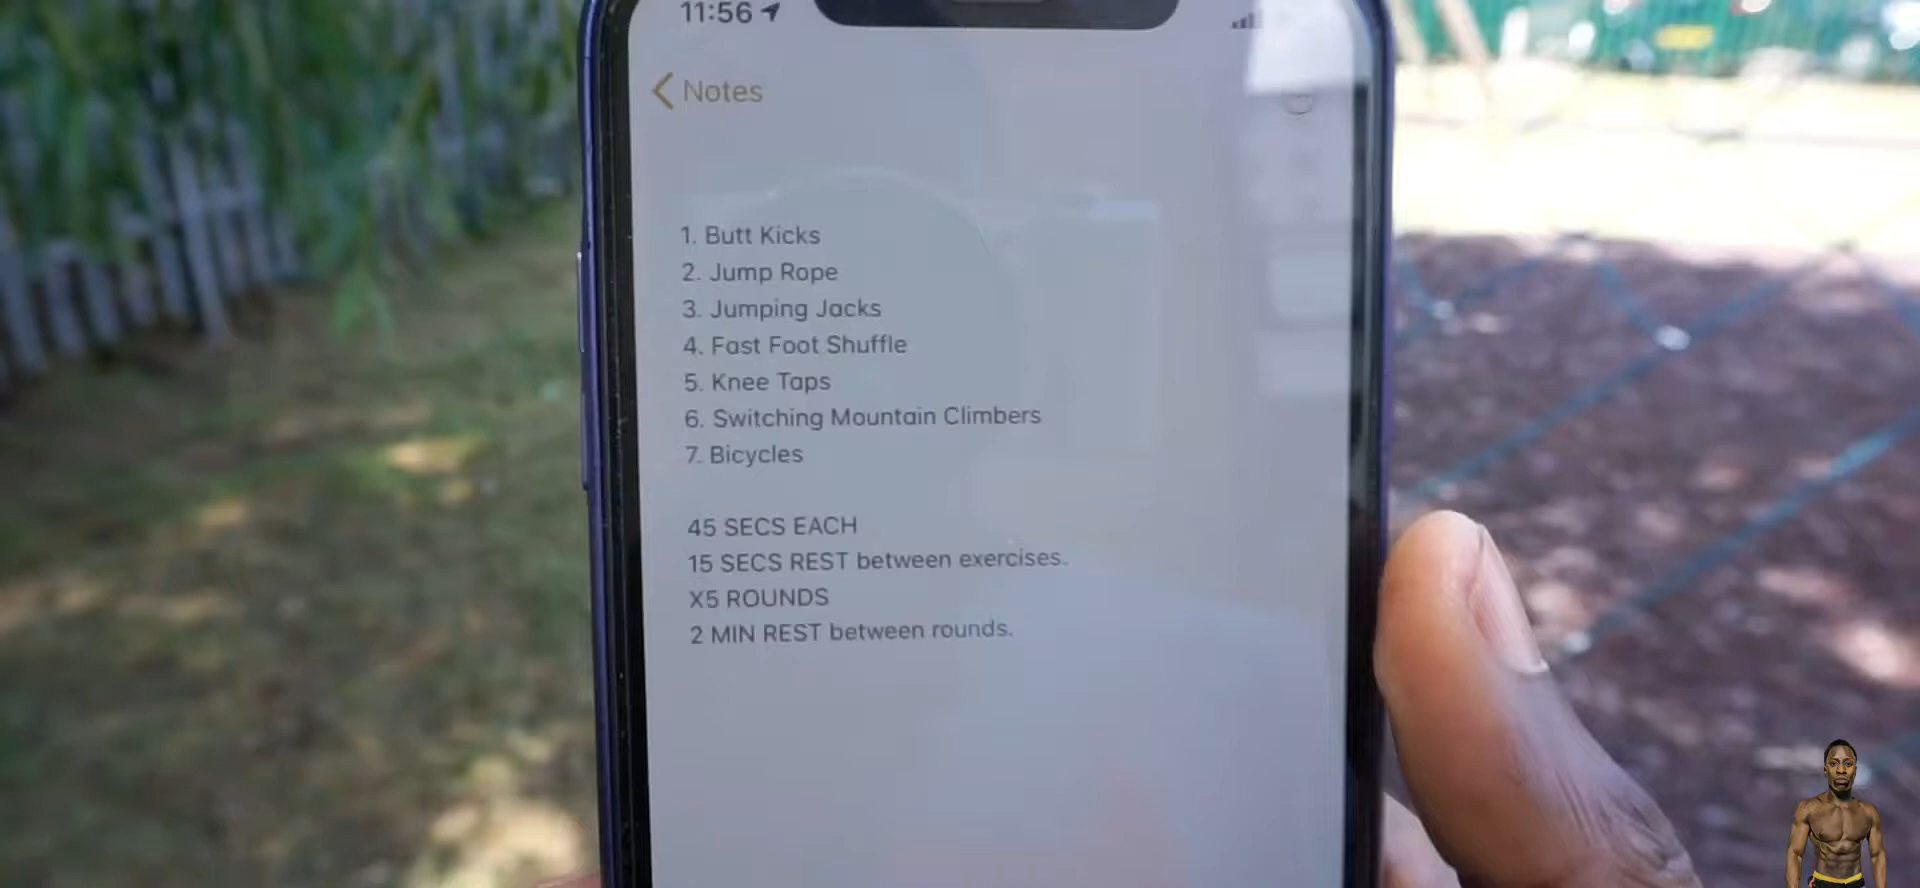 11:56
Notes
1. Butt Kicks
2. Jump Rope
3. Jumping Jacks
4. Fast Foot Shuffle
5. Knee Taps
6. Switching Mountain Climbers
7. Bicycles
45 SECS EACH
15 SECS REST between exercises.
X5 ROUNDS
2 MIN REST between rounds.